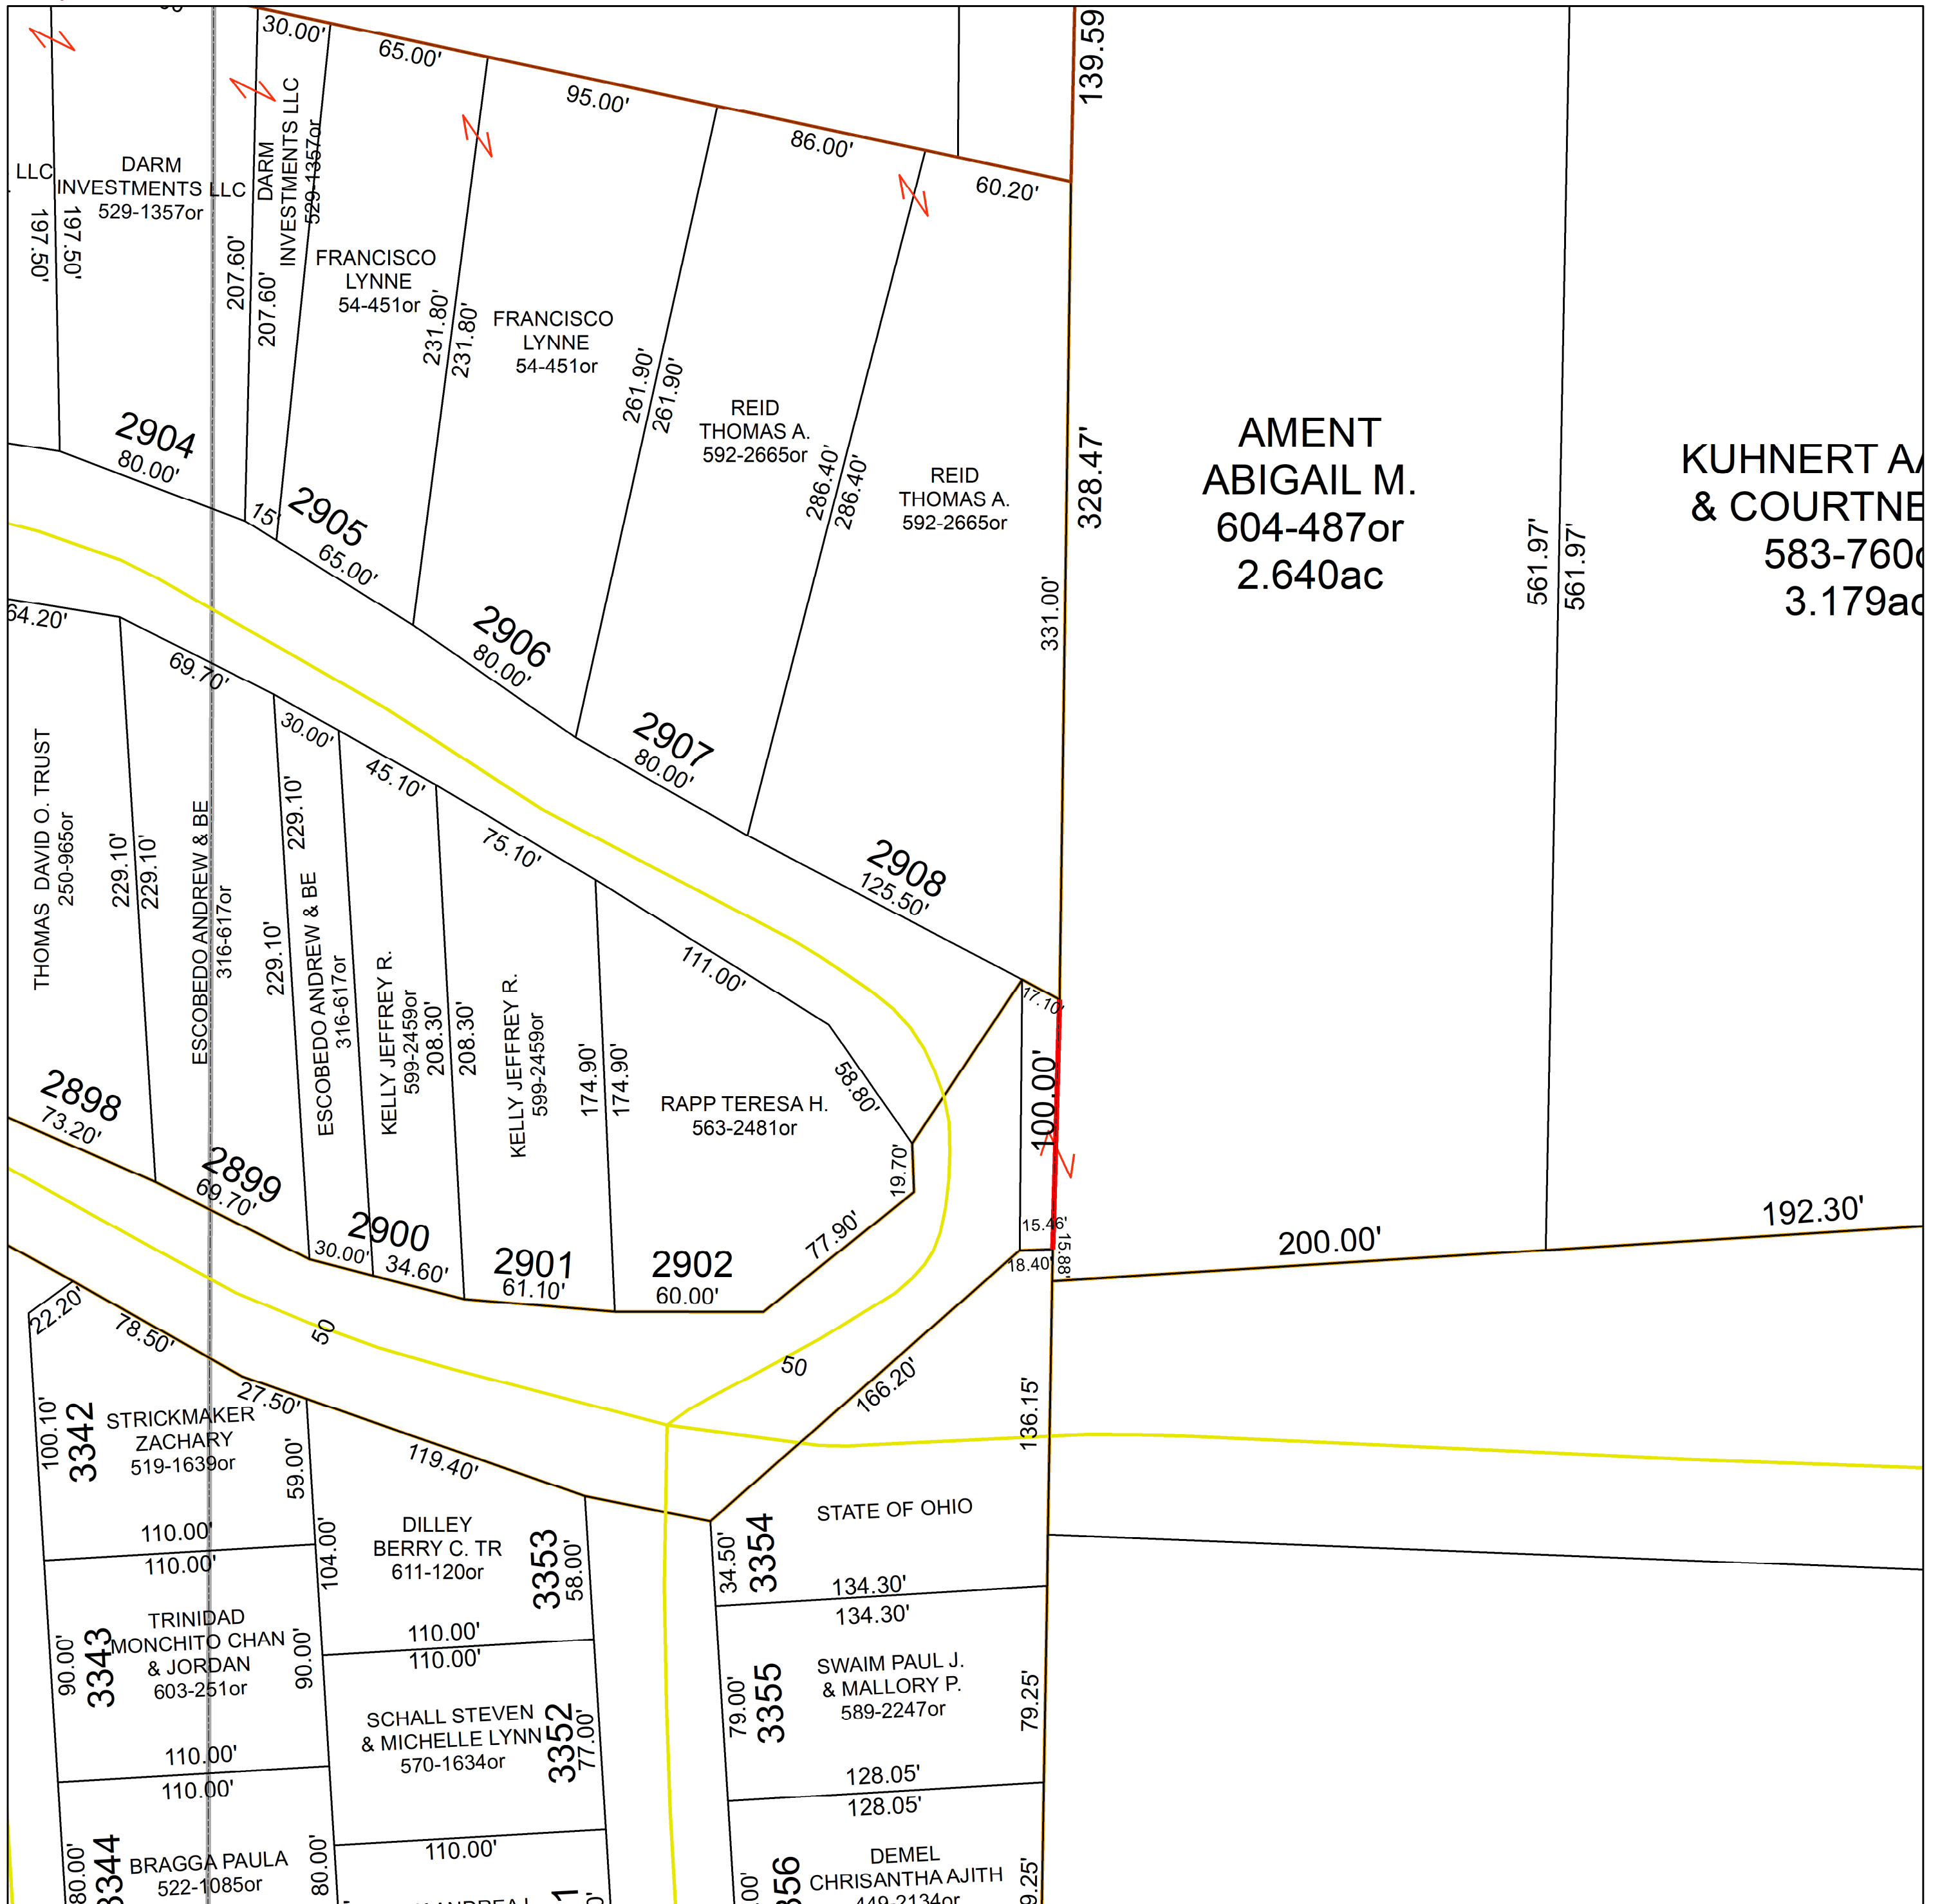 30.00'
65.00'
95.00'
86.00'
60.20'
139.59
LLC
197.50'
197.50'
DARM
INVESTMENTS LLC
529-1357or
207.60'
207.60'
DARM
INVESTMENTS LLC
529-1357or
FRANCISCO
LYNNE
54-451or
231.80'
231.80'
FRANCISCO
LYNNE
54-451or
261.90'
261.90'
REID
THOMAS A.
592-2665or
286.40'
286.40'
REID
THOMAS A.
592-2665or
328.47'
331.00'
AMENT
ABIGAIL M.
604-487or
2.640ac
561.97'
561.97'
KUHNERT
& COURTNE
583-760
3.179ac
2904
80.00'
15'
2905
65.00'
2906
80.00'
2907
80.00'
2908
125.50'
64.20'
69.70'
30.00'
45.10'
75.10'
111.00'
58.80'
19.70'
77.90'
17.10'
100.00'
15.46'
15.88'
18.40'
200.00'
192.30'
THOMAS DAVID O. TRUST
250-965or
229.10'
229.10'
ESCOBEDO ANDREW & BE
316-617or
229.10'
229.10'
ESCOBEDO ANDREW & BE
316-617or
KELLY JEFFREY R.
599-2459or
208.30'
208.30'
KELLY JEFFREY R.
599-2459or
174.90'
174.90'
RAPP TERESA H.
563-2481or
2898
73.20'
2899
69.70'
2900
30.00'
34.60'
2901
61.10'
2902
60.00'
50
50
166.20'
136.15'
22.20'
78.50'
27.50'
119.40'
100.10'
3342
STRICKMAKER
ZACHARY
519-1639or
59.00'
110.00'
110.00'
104.00'
DILLEY
BERRY C. TR
611-120or
3353
58.00'
110.00'
110.00'
34.50'
3354
STATE OF OHIO
134.30'
134.30'
90.00'
3343
TRINIDAD
MONCHITO CHAN
& JORDAN
603-251or
90.00'
110.00'
110.00'
SCHALL STEVEN
& MICHELLE LYNN
570-1634or
3352
77.00'
110.00'
79.00'
3355
SWAIM PAUL J.
& MALLORY P.
589-2247or
79.25'
128.05'
128.05'
80.00'
3344
BRAGGA PAULA
522-1085or
80.00'
DEMEL
CHRISANTHA AJITH
449-2134or